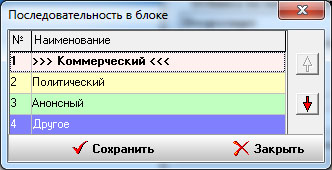 Последовательность в блоке
№ Наименование
1 >>> Коммерческий <<<
2 Политический
3 Анонсный
4 Другое
Сохранить Закрыть